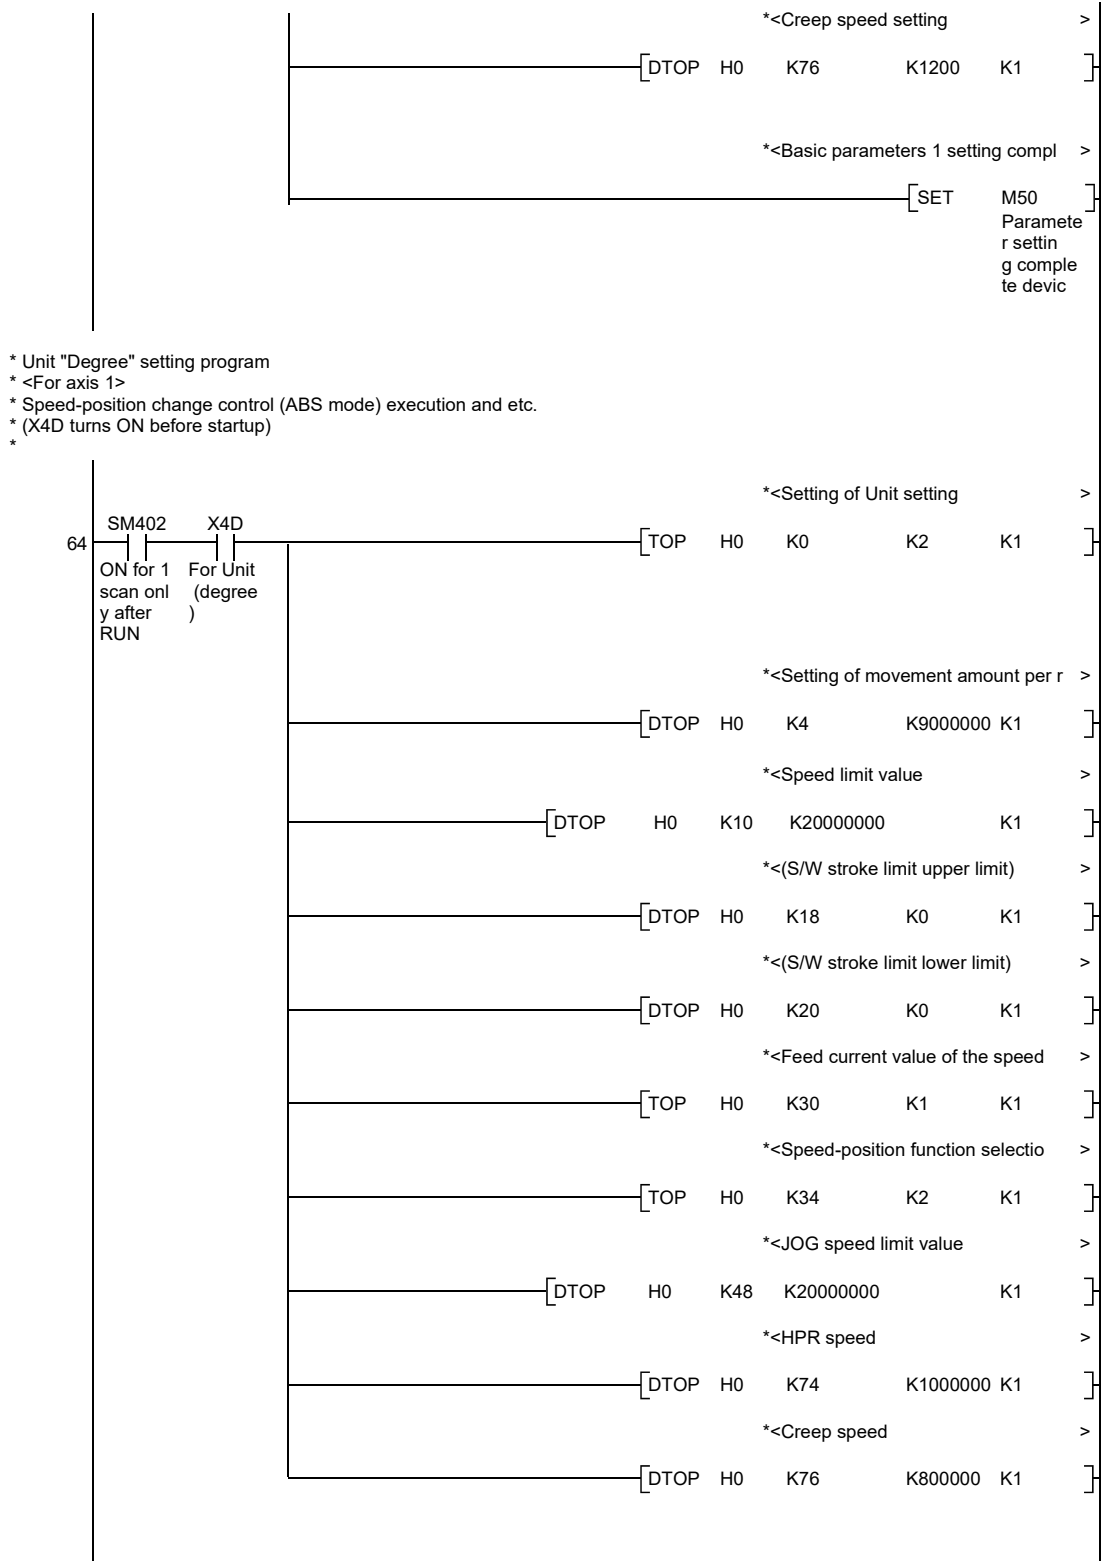 *<Creep speed setting >
DTOP H0 K76 K1200 K1
*<Basic parameters 1 setting compl >
SET M50
Paramete
r settin
g comple
te devic
* Unit "Degree" setting program
* <For axis 1>
* Speed-position change control (ABS mode) execution and etc.
* (X4D turns ON before startup)
*
*<Setting of Unit setting >
SM402 X4D
64 TOP H0 K0 K2 K1
ON for 1 For Unit
scan onl (degree
y after )
RUN
*<Setting of movement amount per r >
DTOP H0 K4 K9000000 K1
*<Speed limit value >
DTOP H0 K10 K20000000 K1
*<(S/W stroke limit upper limit) >
DTOP H0 K18 K0 K1
*<(S/W stroke limit lower limit) >
DTOP H0 K20 K0 K1
*<Feed current value of the speed >
TOP H0 K30 K1 K1
*<Speed-position function selectio >
TOP H0 K34 K2 K1
*<JOG speed limit value >
DTOP H0 K48 K20000000 K1
*<HPR speed >
DTOP H0 K74 K1000000 K1
*<Creep speed >
DTOP H0 K76 K800000 K1